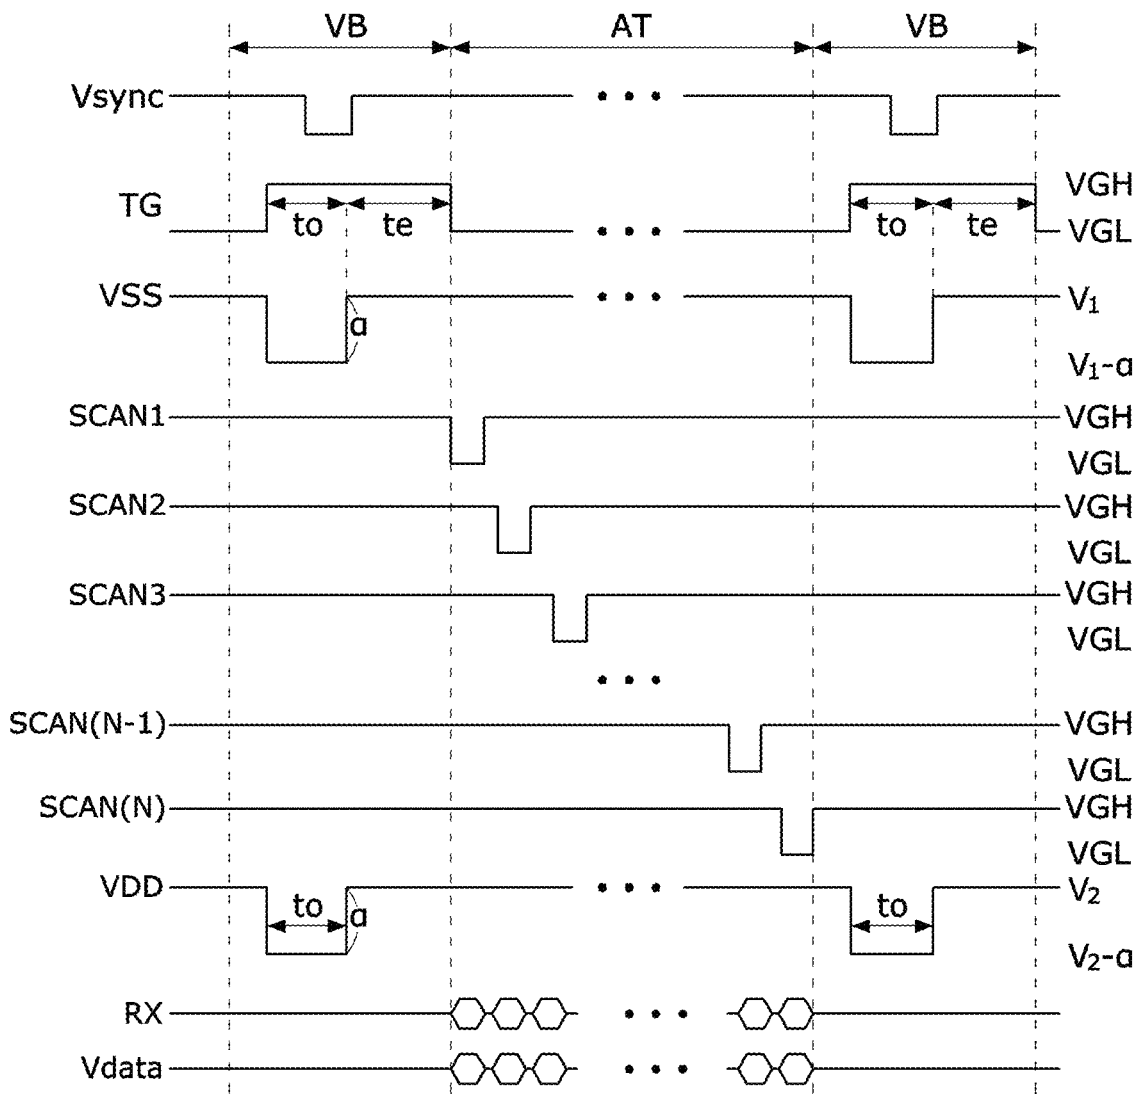 VB AT VB
Vsync
TG to te to te VGH
VGL
VSS a V₁
V₁-a
SCAN1 VGH
VGL
SCAN2 VGH
VGL
SCAN3 VGH
VGL
SCAN(N-1) VGH
VGL
SCAN(N) VGH
VGL
VDD to a to V₂
V₂-a
RX
Vdata